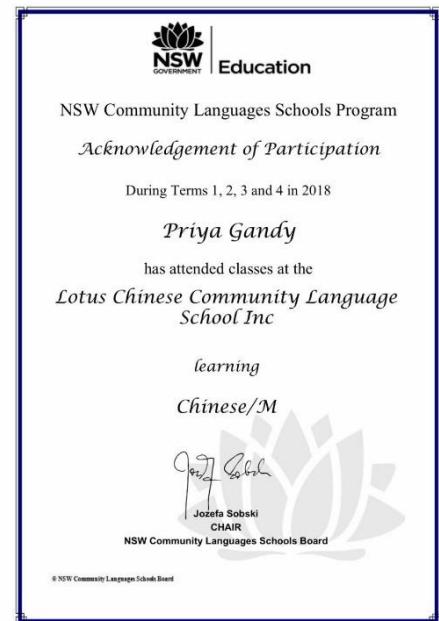 NSW
GOVERNMENT
Education
NSW Community Languages Schools Program
Acknowledgement of Participation
During Terms 1, 2, 3 and 4 in 2018
Priya Gandy
has attended classes at the
Lotus Chinese Community Language
School Inc
learning
Chinese/M
Jozefa Sobski
Jozefa Sobski
CHAIR
NSW Community Languages Schools Board
© NSW Community Languages Schools Board